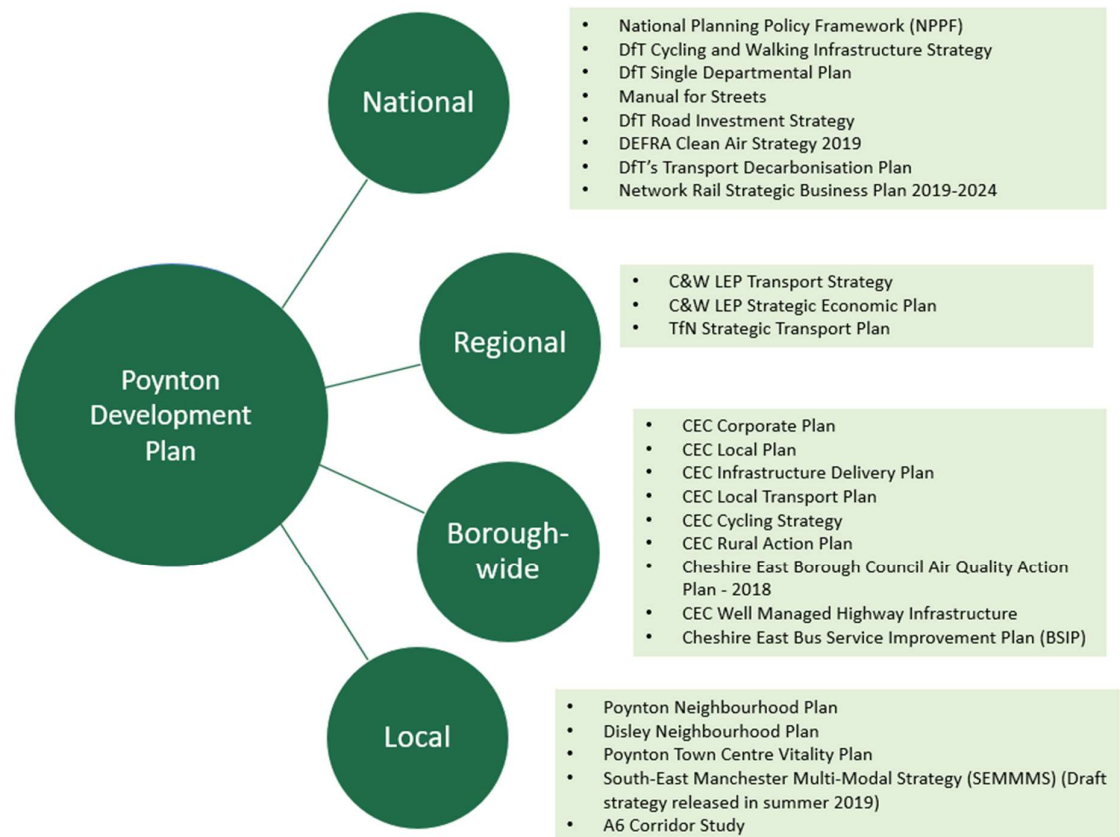 National
• National Planning Policy Framework (NPPF)
• DfT Cycling and Walking Infrastructure Strategy
• DfT Single Departmental Plan
• Manual for Streets
• DfT Road Investment Strategy
• DEFRA Clean Air Strategy 2019
• DfT’s Transport Decarbonisation Plan
• Network Rail Strategic Business Plan 2019-2024
Regional
• C&W LEP Transport Strategy
• C&W LEP Strategic Economic Plan
• TfN Strategic Transport Plan
Poynton
Development
Plan
Borough-
wide
• CEC Corporate Plan
• CEC Local Plan
• CEC Infrastructure Delivery Plan
• CEC Local Transport Plan
• CEC Cycling Strategy
• CEC Rural Action Plan
• Cheshire East Borough Council Air Quality Action
Plan - 2018
• CEC Well Managed Highway Infrastructure
• Cheshire East Bus Service Improvement Plan (BSIP)
Local
• Poynton Neighbourhood Plan
• Disley Neighbourhood Plan
• Poynton Town Centre Vitality Plan
• South-East Manchester Multi-Modal Strategy (SEMMMS) (Draft
strategy released in summer 2019)
• A6 Corridor Study